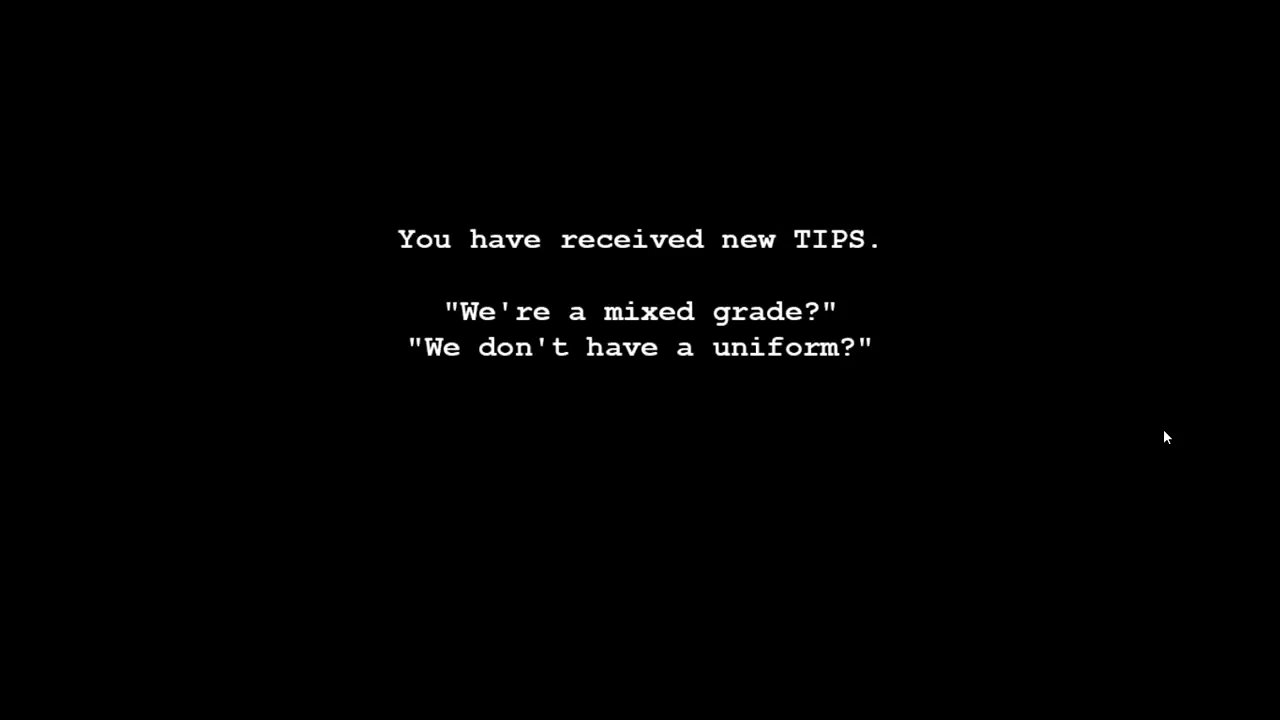 You have received new TIPS.
"We're a mixed grade?"
"We don't have a uniform?"